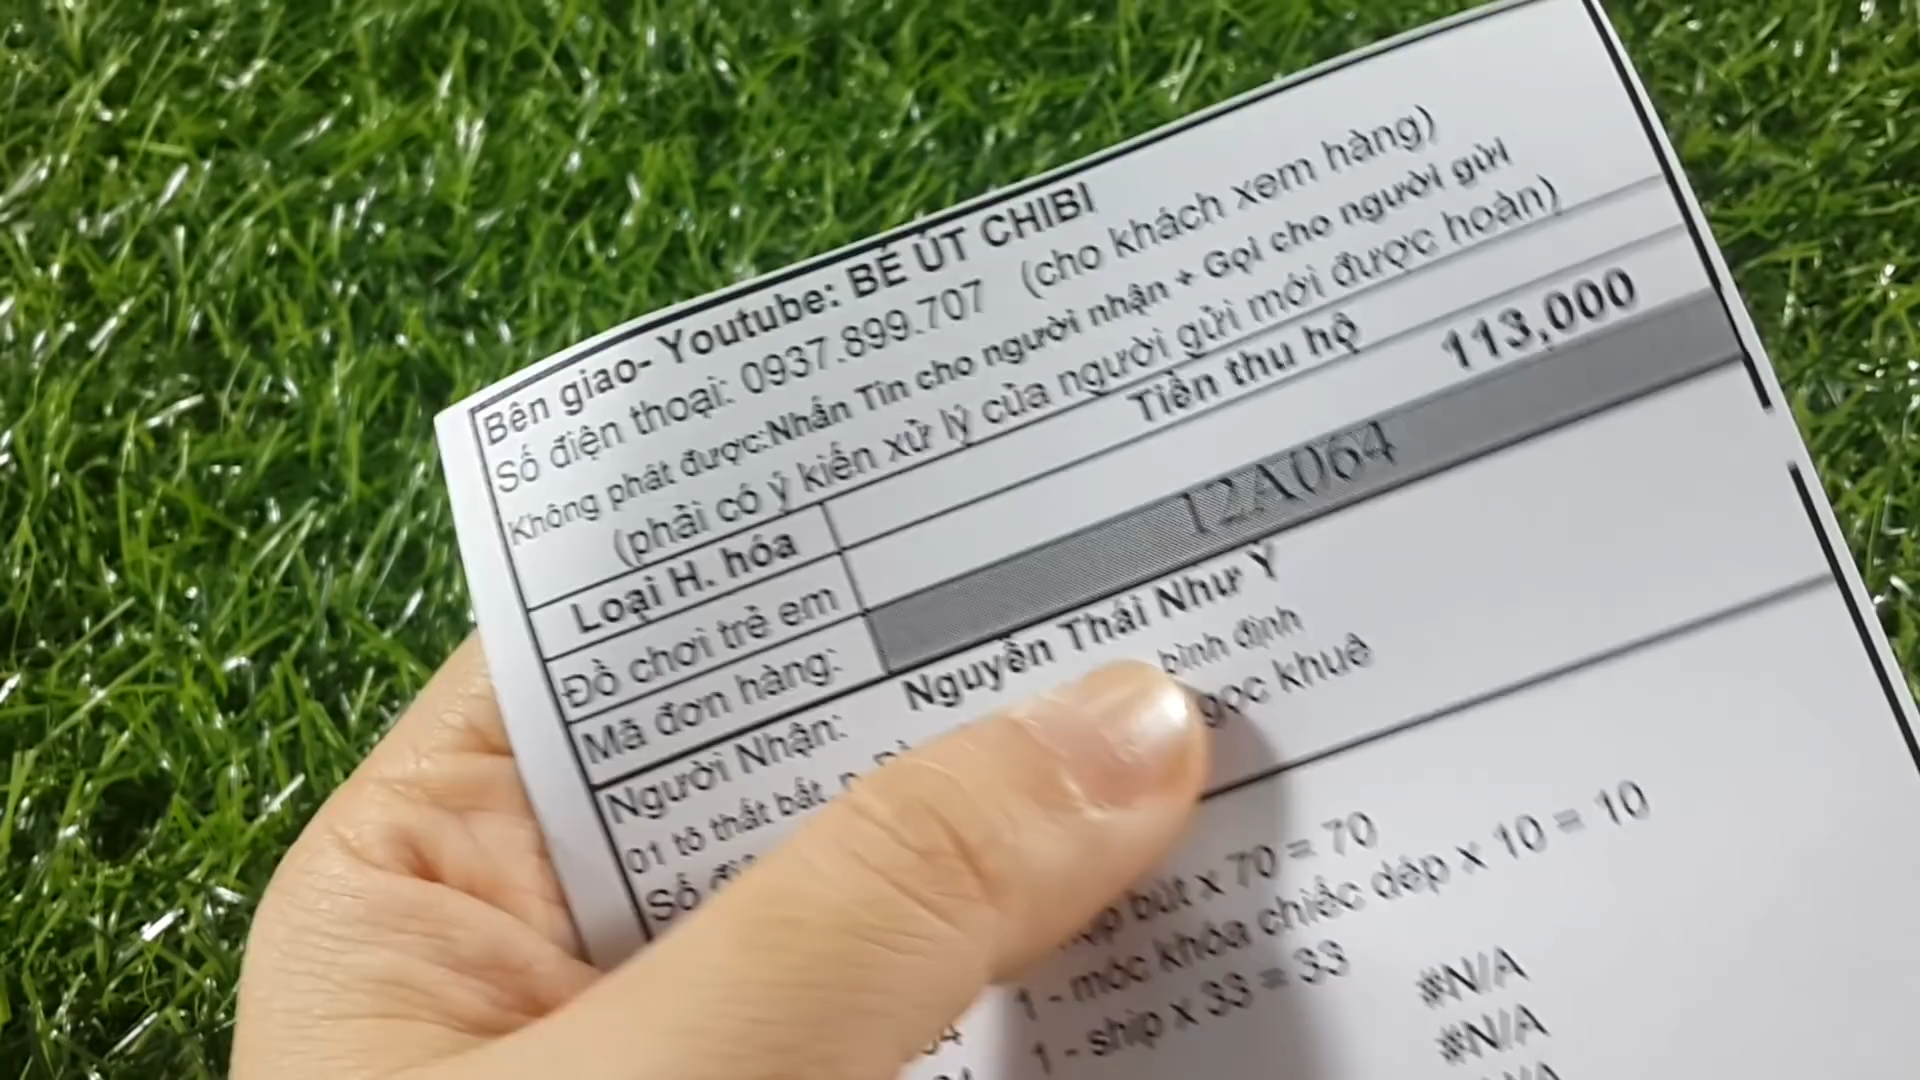 Bên giao- Youtube: BÉ ÚT CHIBI
Số điện thoại: 0937.899.707 (cho khách xem hàng)
Không phát được:Nhắn Tin cho người nhận + Gọi cho người gửi
(phải có ý kiến xử lý của người gửi mới được hoàn)
Loại H. hóa Tiền thu hộ
Đồ chơi trẻ em 113,000
Mã đơn hàng: 12A064
Người Nhận: Nguyễn Thái Như Ý
01 tô thất bất, bình định
Số ngọc khuê
bút x 70 = 70
1 - móc khóa chiếc dép x 10 = 10
1 - ship x 33 = 33
#N/A
#N/A